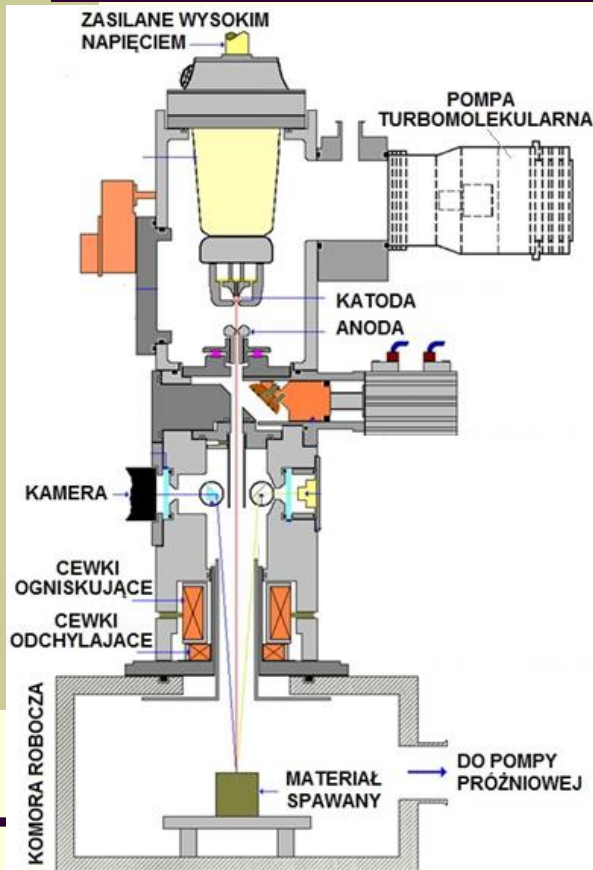 ZASILANE WYSOKIM
NAPIĘCIEM
POMPA
TURBOMOLEKULARNA
KATODA
ANODA
KAMERA
CEWKI
OGNISKUJĄCE
CEWKI
ODCHYLAJACE
KOMORA ROBOCZA
MATERIAŁ
SPAWANY
DO POMPY
PRÓŻNIOWEJ